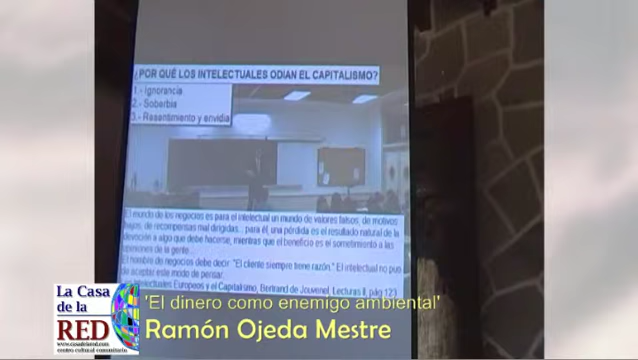 ¿POR QUÉ LOS INTELECTUALES ODIAN EL CAPITALISMO?
1.- Ignorancia
2.- Soberbia
3.- Resentimiento y envidia
El mundo de los negocios es para el intelectual un mundo de valores falsos, de motivos
bajos, de recompensas mal dirigidas... para él, una pérdida es el resultado natural de la
devoción a algo que debe hacerse, mientras que el beneficio es el sometimiento a las
opiniones de la gente...
El hombre de negocios debe decir: "El cliente siempre tiene razón." El intelectual no pue
de aceptar este modo de pensar.
Los Intelectuales Europeos y el Capitalismo, Bertrand de Jouvenel, Lecturas II, pág 123
La Casa
de la
RED
www.casadelared.com
centro cultural comunitario
'El dinero como enemigo ambiental'
Ramón Ojeda Mestre